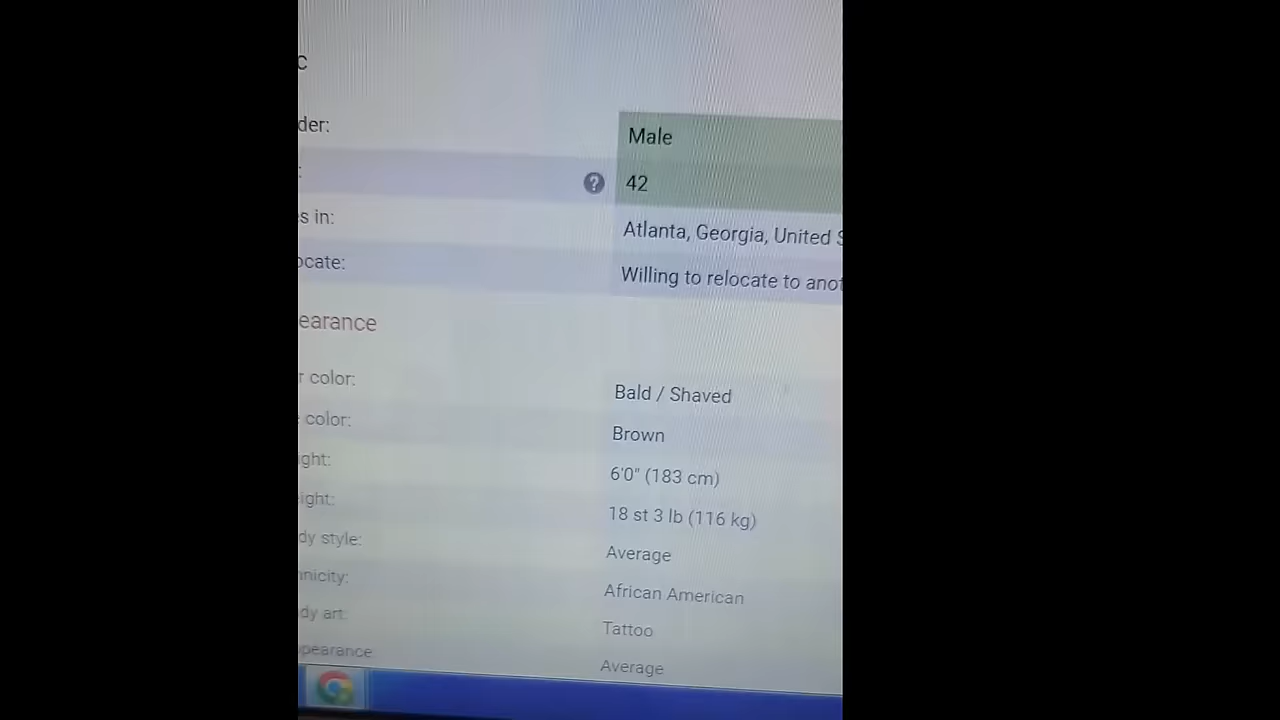 c
der: Male
: 42
s in: Atlanta, Georgia, United S
ocate: Willing to relocate to anot
earance
r color: Bald / Shaved
color: Brown
ght: 6'0" (183 cm)
ight: 18 st 3 lb (116 kg)
dy style: Average
nicity: African American
dy art: Tattoo
pearance Average